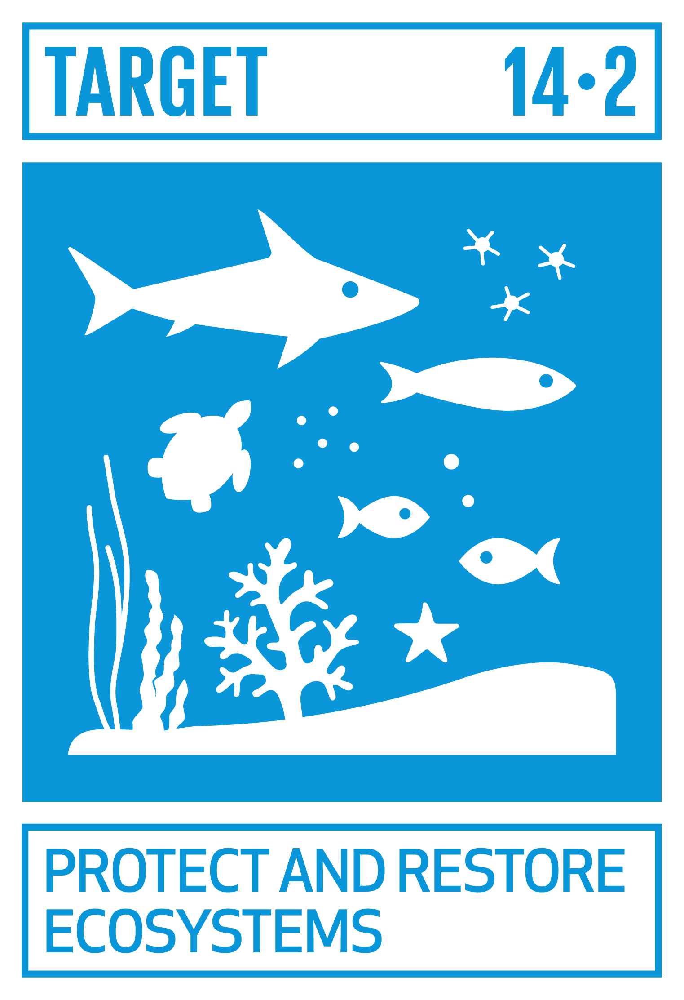 TARGET 14·2
PROTECT AND RESTORE
ECOSYSTEMS